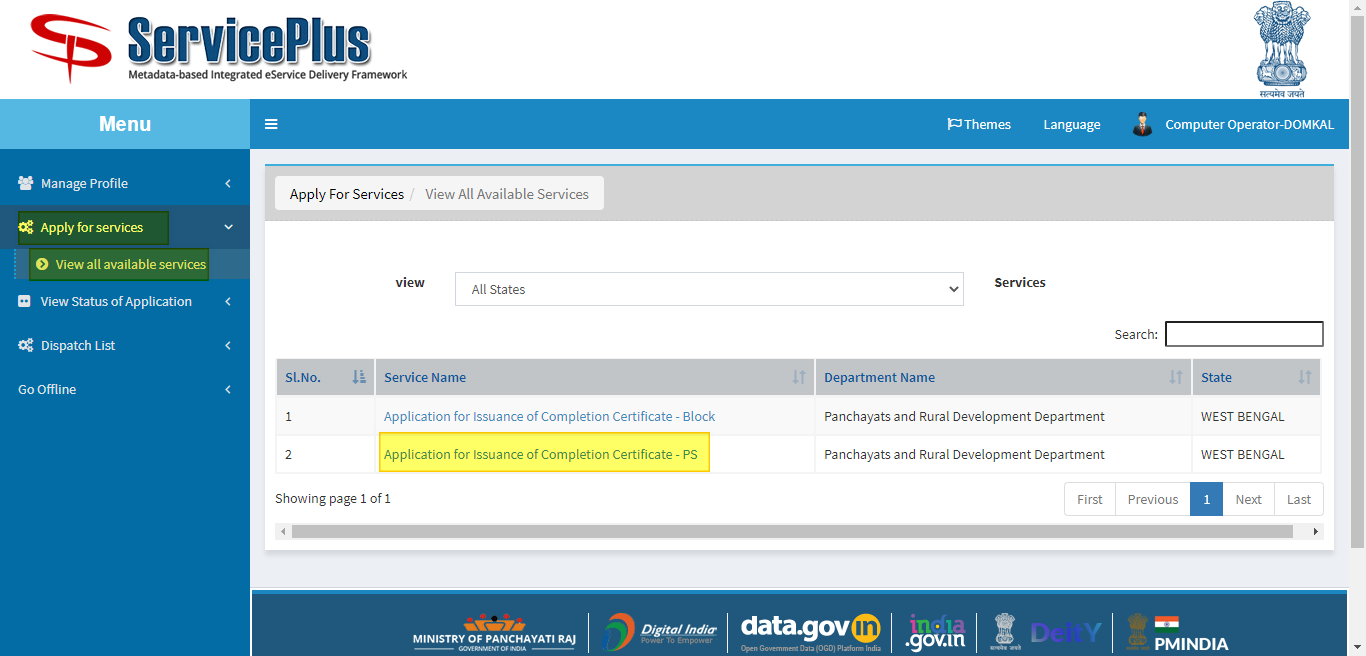 ServicePlus
Metadata-based Integrated eService Delivery Framework
सत्यमेव जयते
Menu
Themes Language Computer Operator-DOMKAL
Manage Profile
Apply for services
View all available services
View Status of Application
Dispatch List
Go Offline
Apply For Services / View All Available Services
view All States Services
Search:
Sl.No. Service Name Department Name State
1 Application for Issuance of Completion Certificate - Block Panchayats and Rural Development Department WEST BENGAL
2 Application for Issuance of Completion Certificate - PS Panchayats and Rural Development Department WEST BENGAL
Showing page 1 of 1
First Previous 1 Next Last
MINISTRY OF PANCHAYATI RAJ
GOVERNMENT OF INDIA
Digital India
Power To Empower
data.gov in
Open Government Data (OGD) Platform India
india
.gov.in
सत्यमेव जयते
DeitY
PMINDIA